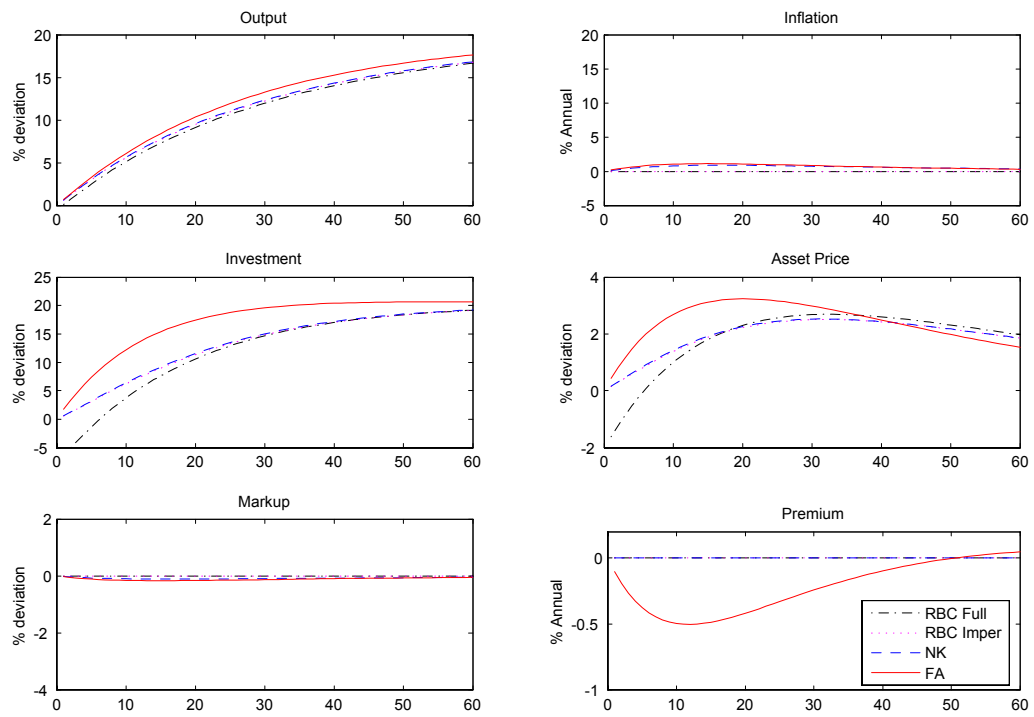 Output
% deviation
20
15
10
5
0
0 10 20 30 40 50 60
Inflation
% Annual
20
15
10
5
0
-5
0 10 20 30 40 50 60
Investment
% deviation
25
20
15
10
5
0
-5
0 10 20 30 40 50 60
Asset Price
% deviation
4
2
0
-2
0 10 20 30 40 50 60
Markup
% deviation
2
0
-2
-4
0 10 20 30 40 50 60
Premium
% Annual
0
-0.5
-1
0 10 20 30 40 50 60
RBC Full
RBC Imper
NK
FA